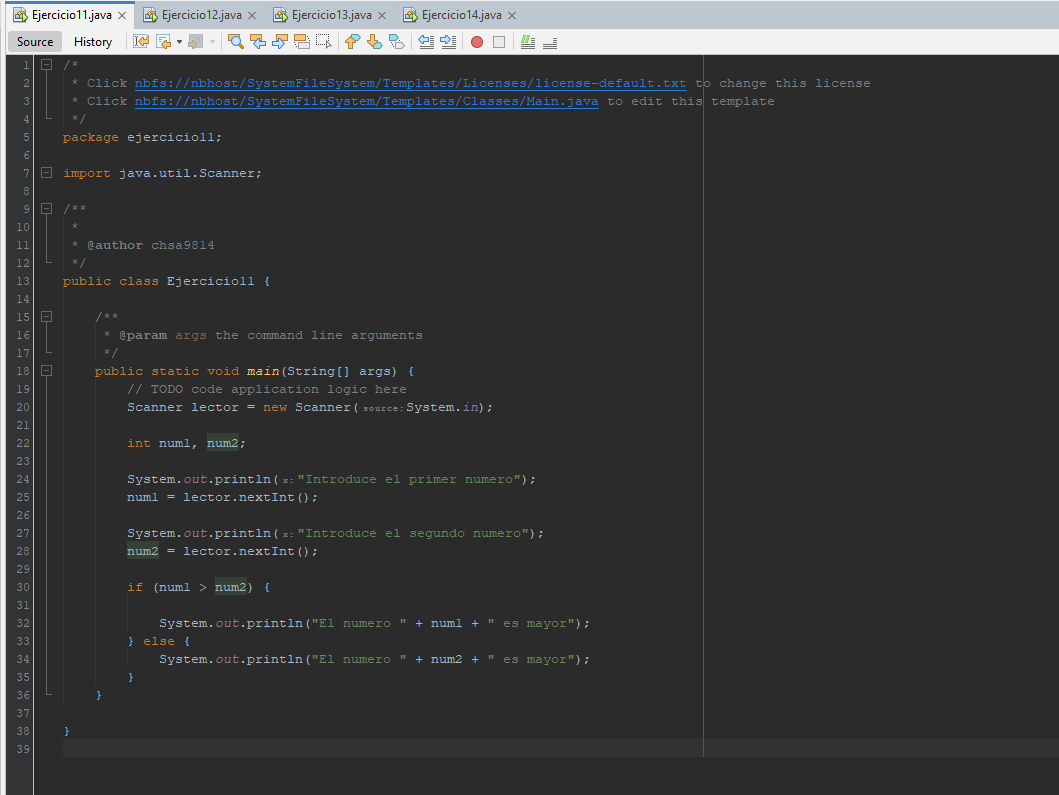 Ejercicio11.java Ejercicio12.java Ejercicio13.java Ejercicio14.java
Source History
1 /*
2 * Click nbfs://nbhost/SystemFileSystem/Templates/Licenses/license-default.txt to change this license
3 * Click nbfs://nbhost/SystemFileSystem/Templates/Classes/Main.java to edit this template
4 */
5 package ejercicio11;
6
7 import java.util.Scanner;
8
9 /**
10 *
11 * @author chsa9814
12 */
13 public class Ejercicio11 {
14
15 /**
16 * @param args the command line arguments
17 */
18 public static void main(String[] args) {
19 // TODO code application logic here
20 Scanner lector = new Scanner(source:System.in);
21
22 int num1, num2;
23
24 System.out.println(x:"Introduce el primer numero");
25 num1 = lector.nextInt();
26
27 System.out.println(x:"Introduce el segundo numero");
28 num2 = lector.nextInt();
29
30 if (num1 > num2) {
31
32 System.out.println("El numero " + num1 + " es mayor");
33 } else {
34 System.out.println("El numero " + num2 + " es mayor");
35 }
36 }
37
38 }
39